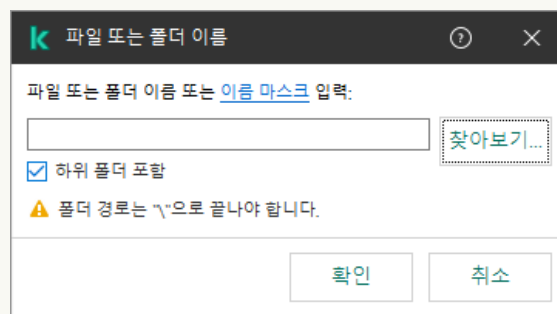 파일 또는 폴더 이름
파일 또는 폴더 이름 또는 이름 마스크 입력:
찾아보기...
하위 폴더 포함
폴더 경로는 "\"으로 끝나야 합니다.
확인 취소